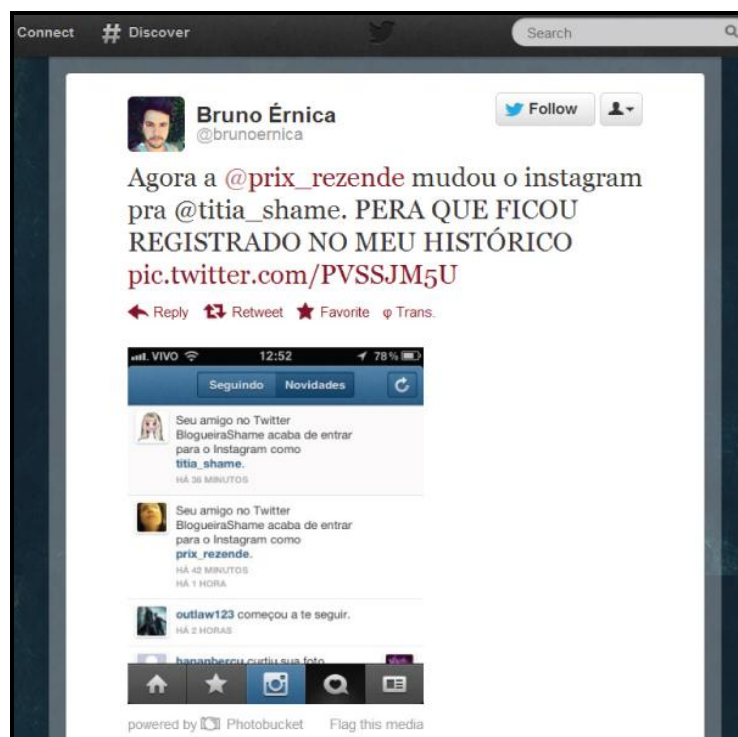 Connect # Discover Search
Bruno Érnica
@brunoernica
Follow
Agora a @prix_rezende mudou o instagram
pra @titia_shame. PERA QUE FICOU
REGISTRADO NO MEU HISTÓRICO
pic.twitter.com/PVSSJM5U
Reply Retweet Favorite φ Trans.
VIVO 12:52 78%
Seguindo Novidades
Seu amigo no Twitter
BlogueiraShame acaba de entrar
para o Instagram como
titia_shame.
HÁ 36 MINUTOS
Seu amigo no Twitter
BlogueiraShame acaba de entrar
para o Instagram como
prix_rezende.
HÁ 42 MINUTOS
HÁ 1 HORA
outlaw123 começou a te seguir.
HÁ 2 HORAS
curtiu sua foto
powered by Photobucket Flag this media